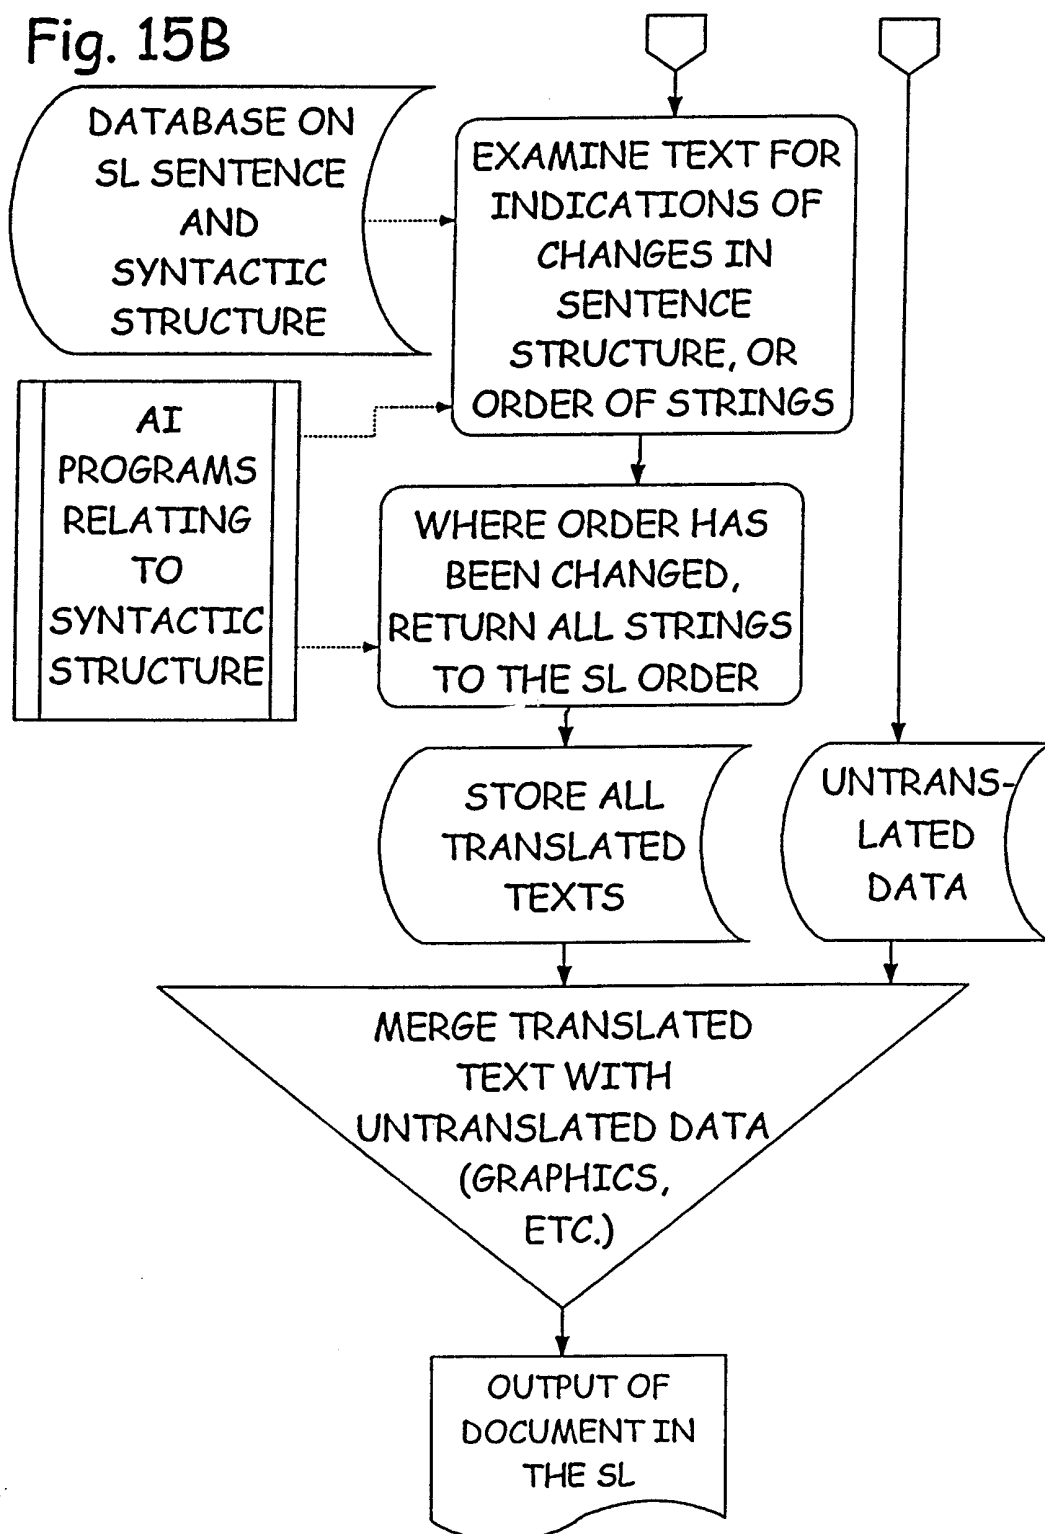 Fig. 15B
DATABASE ON
SL SENTENCE
AND
SYNTACTIC
STRUCTURE
EXAMINE TEXT FOR
INDICATIONS OF
CHANGES IN
SENTENCE
STRUCTURE, OR
ORDER OF STRINGS
AI
PROGRAMS
RELATING
TO
SYNTACTIC
STRUCTURE
WHERE ORDER HAS
BEEN CHANGED,
RETURN ALL STRINGS
TO THE SL ORDER
STORE ALL
TRANSLATED
TEXTS
UNTRANS-
LATED
DATA
MERGE TRANSLATED
TEXT WITH
UNTRANSLATED DATA
(GRAPHICS,
ETC.)
OUTPUT OF
DOCUMENT IN
THE SL